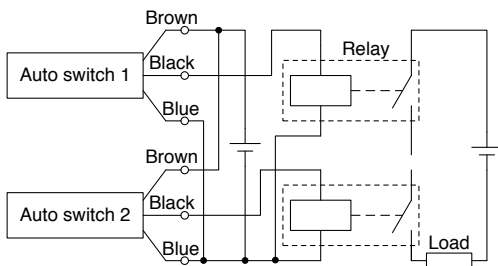 Brown
Auto switch 1
Black
Blue
Relay
Brown
Auto switch 2
Black
Blue
Load